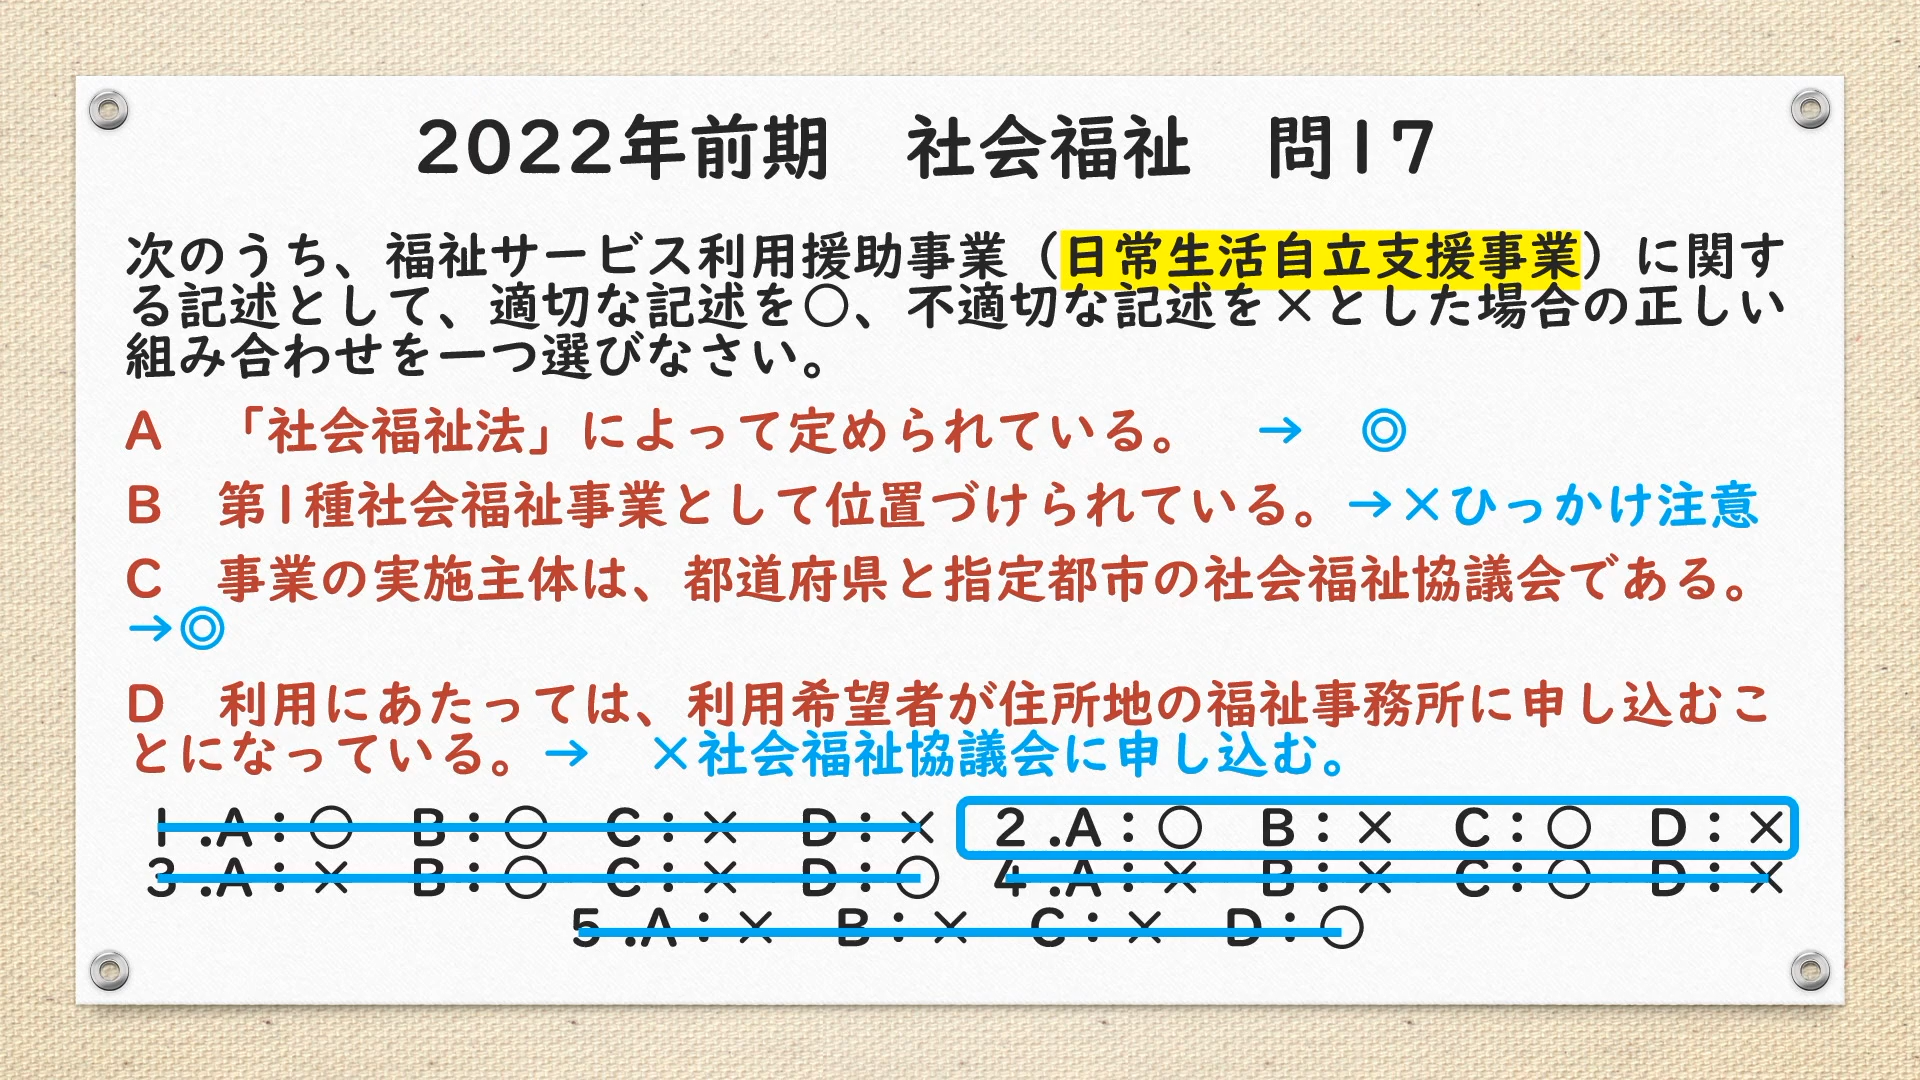 2022年前期　社会福祉　問17
次のうち、福祉サービス利用援助事業（日常生活自立支援事業）に関す
る記述として、適切な記述を○、不適切な記述を×とした場合の正しい
組み合わせを一つ選びなさい。
A　「社会福祉法」によって定められている。　→　◎
B　第1種社会福祉事業として位置づけられている。→×ひっかけ注意
C　事業の実施主体は、都道府県と指定都市の社会福祉協議会である。
→◎
D　利用にあたっては、利用希望者が住所地の福祉事務所に申し込むこ
とになっている。→　×社会福祉協議会に申し込む。
1 .A：○　B：○　C：×　D：×　2 .A：○　B：×　C：○　D：×
3 .A：×　B：○　C：×　D：○　4 .A：×　B：×　C：○　D：×
5 .A：×　B：×　C：×　D：○